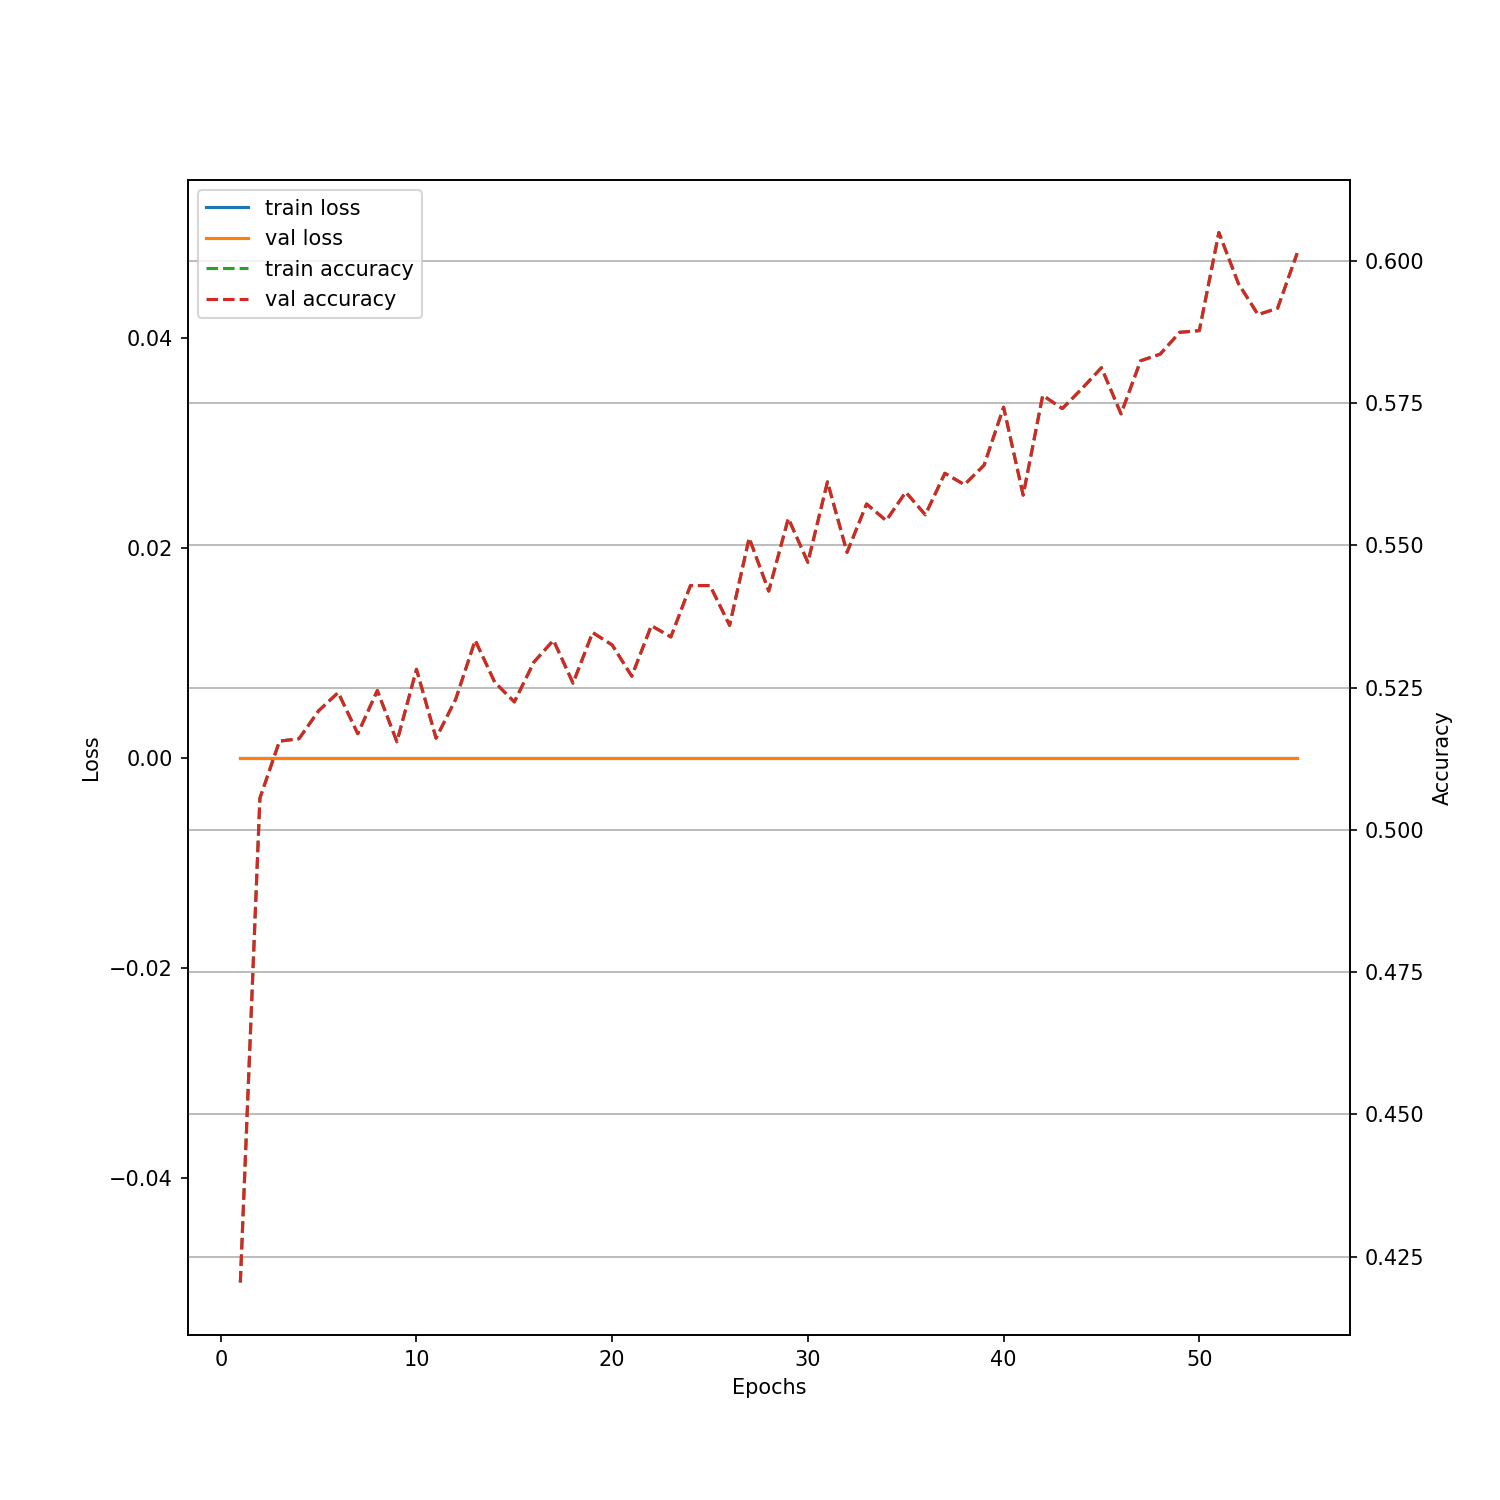 train loss
val loss
train accuracy
val accuracy
0.04
0.02
0.00
−0.02
−0.04
Loss
0.600
0.575
0.550
0.525
0.500
0.475
0.450
0.425
Accuracy
0 10 20 30 40 50
Epochs